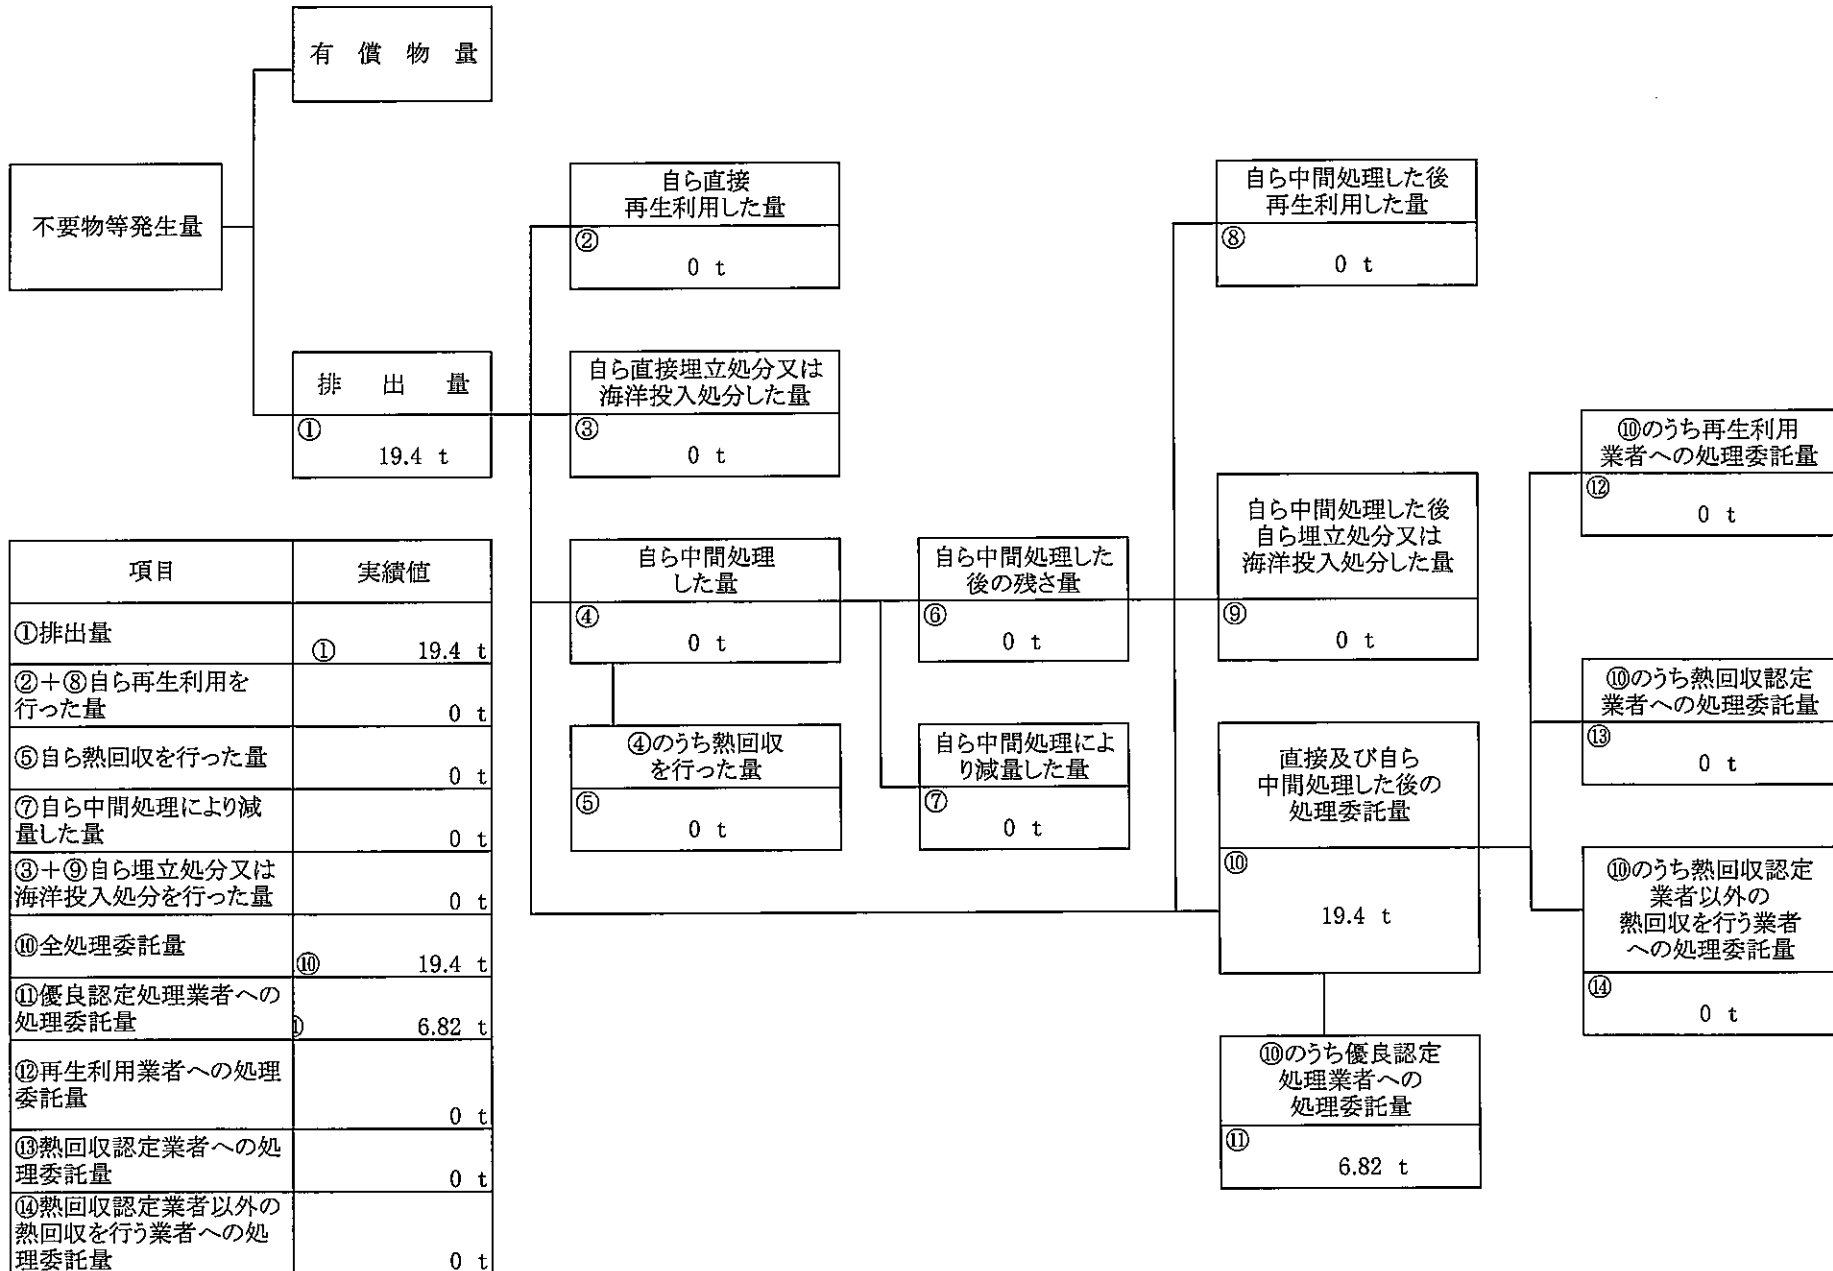 有 償 物 量
不要物等発生量
排 出 量
①
19.4 t
自ら直接
再生利用した量
②
0 t
自ら直接埋立処分又は
海洋投入処分した量
③
0 t
自ら中間処理
した量
④
0 t
④のうち熱回収
を行った量
⑤
0 t
自ら中間処理した
後の残さ量
⑥
0 t
自ら中間処理によ
り減量した量
⑦
0 t
自ら中間処理した後
再生利用した量
⑧
0 t
自ら中間処理した後
自ら埋立処分又は
海洋投入処分した量
⑨
0 t
直接及び自ら
中間処理した後の
処理委託量
⑩
19.4 t
⑩のうち優良認定
処理業者への
処理委託量
⑪
6.82 t
⑩のうち再生利用
業者への処理委託量
⑫
0 t
⑩のうち熱回収認定
業者への処理委託量
⑬
0 t
⑩のうち熱回収認定
業者以外の
熱回収を行う業者
への処理委託量
⑭
0 t
項目 実績値
①排出量
① 19.4 t
②+⑧自ら再生利用を
行った量
0 t
⑤自ら熱回収を行った量
0 t
⑦自ら中間処理により減
量した量
0 t
③+⑨自ら埋立処分又は
海洋投入処分を行った量
0 t
⑩全処理委託量
⑩ 19.4 t
⑪優良認定処理業者への
処理委託量
6.82 t
⑫再生利用業者への処理
委託量
0 t
⑬熱回収認定業者への処
理委託量
0 t
⑭熱回収認定業者以外の
熱回収を行う業者への処
理委託量
0 t